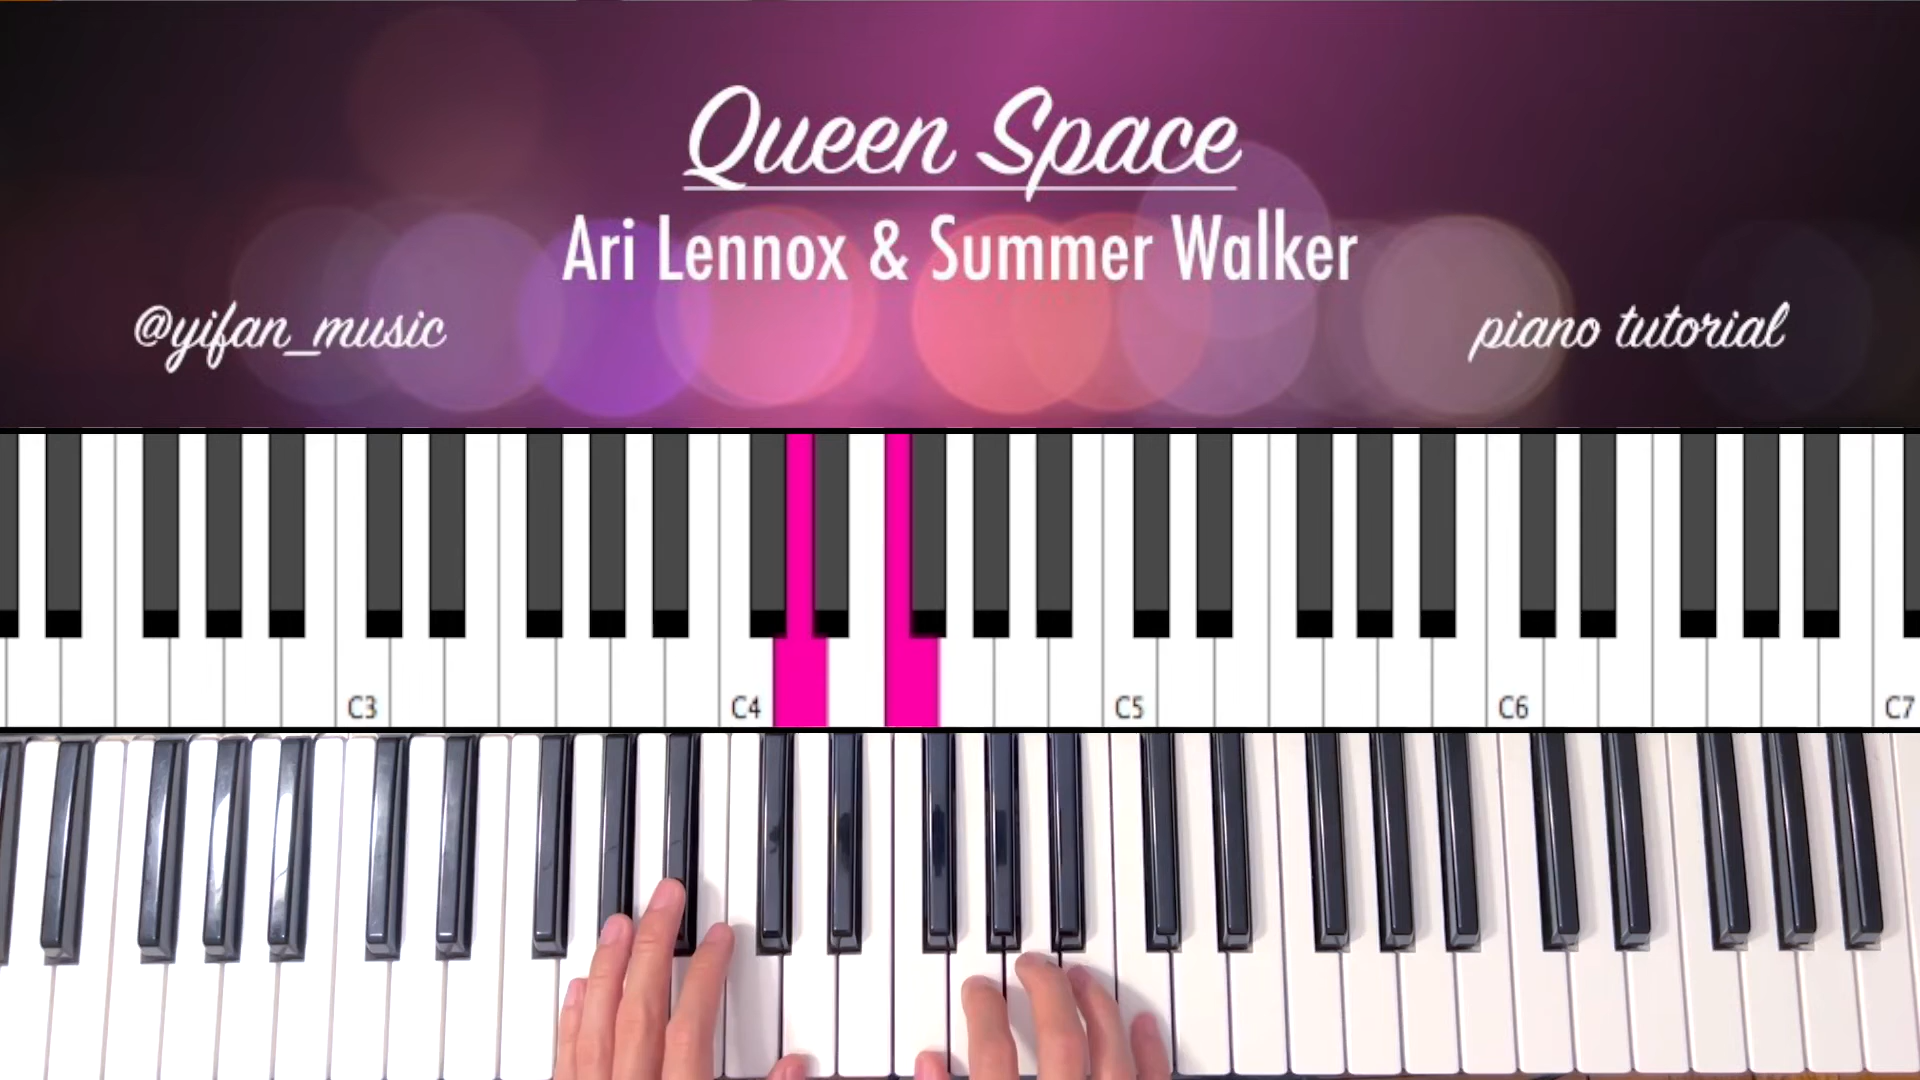 Queen Space
Ari Lennox & Summer Walker
@yifan_music
piano tutorial
C3
C4
C5
C6
C7